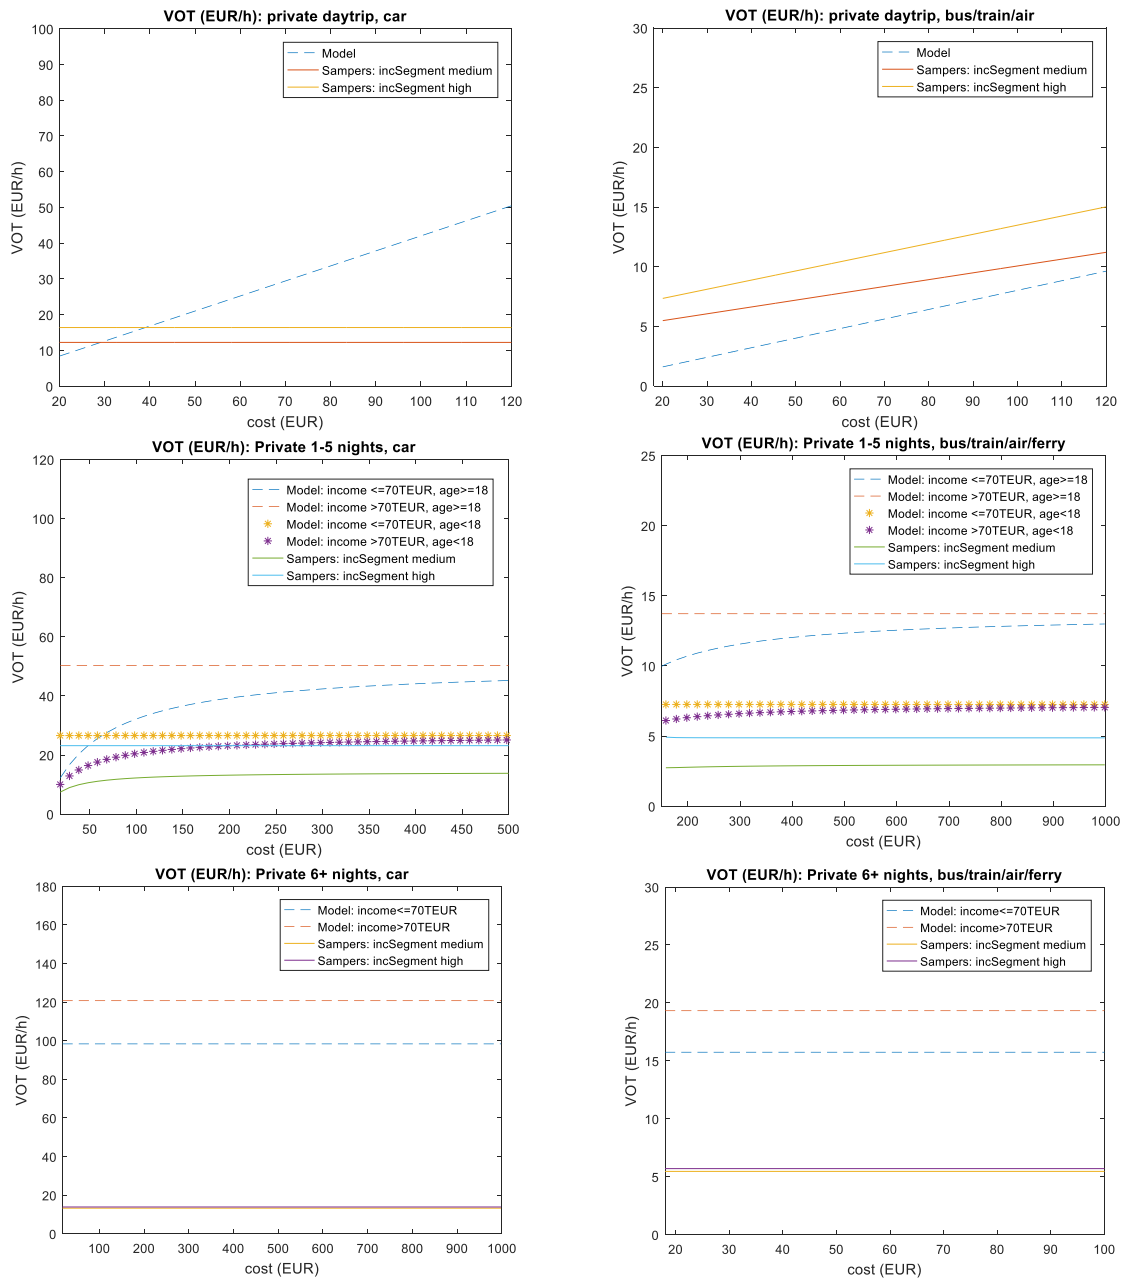 VOT (EUR/h): private daytrip, car
100
90
80
70
60
50
40
30
20
10
0
VOT (EUR/h)
Model
Sampers: incSegment medium
Sampers: incSegment high
20 30 40 50 60 70 80 90 100 110 120
cost (EUR)
VOT (EUR/h): private daytrip, bus/train/air
30
25
20
15
10
5
0
VOT (EUR/h)
Model
Sampers: incSegment medium
Sampers: incSegment high
20 30 40 50 60 70 80 90 100 110 120
cost (EUR)
VOT (EUR/h): Private 1-5 nights, car
120
100
80
60
40
20
0
VOT (EUR/h)
Model: income <=70TEUR, age>=18
Model: income >70TEUR, age>=18
Model: income <=70TEUR, age<18
Model: income >70TEUR, age<18
Sampers: incSegment medium
Sampers: incSegment high
50 100 150 200 250 300 350 400 450 500
cost (EUR)
VOT (EUR/h): Private 1-5 nights, bus/train/air/ferry
25
20
15
10
5
0
VOT (EUR/h)
Model: income <=70TEUR, age>=18
Model: income >70TEUR, age>=18
Model: income <=70TEUR, age<18
Model: income >70TEUR, age<18
Sampers: incSegment medium
Sampers: incSegment high
200 300 400 500 600 700 800 900 1000
cost (EUR)
VOT (EUR/h): Private 6+ nights, car
180
160
140
120
100
80
60
40
20
0
VOT (EUR/h)
Model: income<=70TEUR
Model: income>70TEUR
Sampers: incSegment medium
Sampers: incSegment high
100 200 300 400 500 600 700 800 900 1000
cost (EUR)
VOT (EUR/h): Private 6+ nights, bus/train/air/ferry
30
25
20
15
10
5
0
VOT (EUR/h)
Model: income<=70TEUR
Model: income>70TEUR
Sampers: incSegment medium
Sampers: incSegment high
20 30 40 50 60 70 80 90 100
cost (EUR)